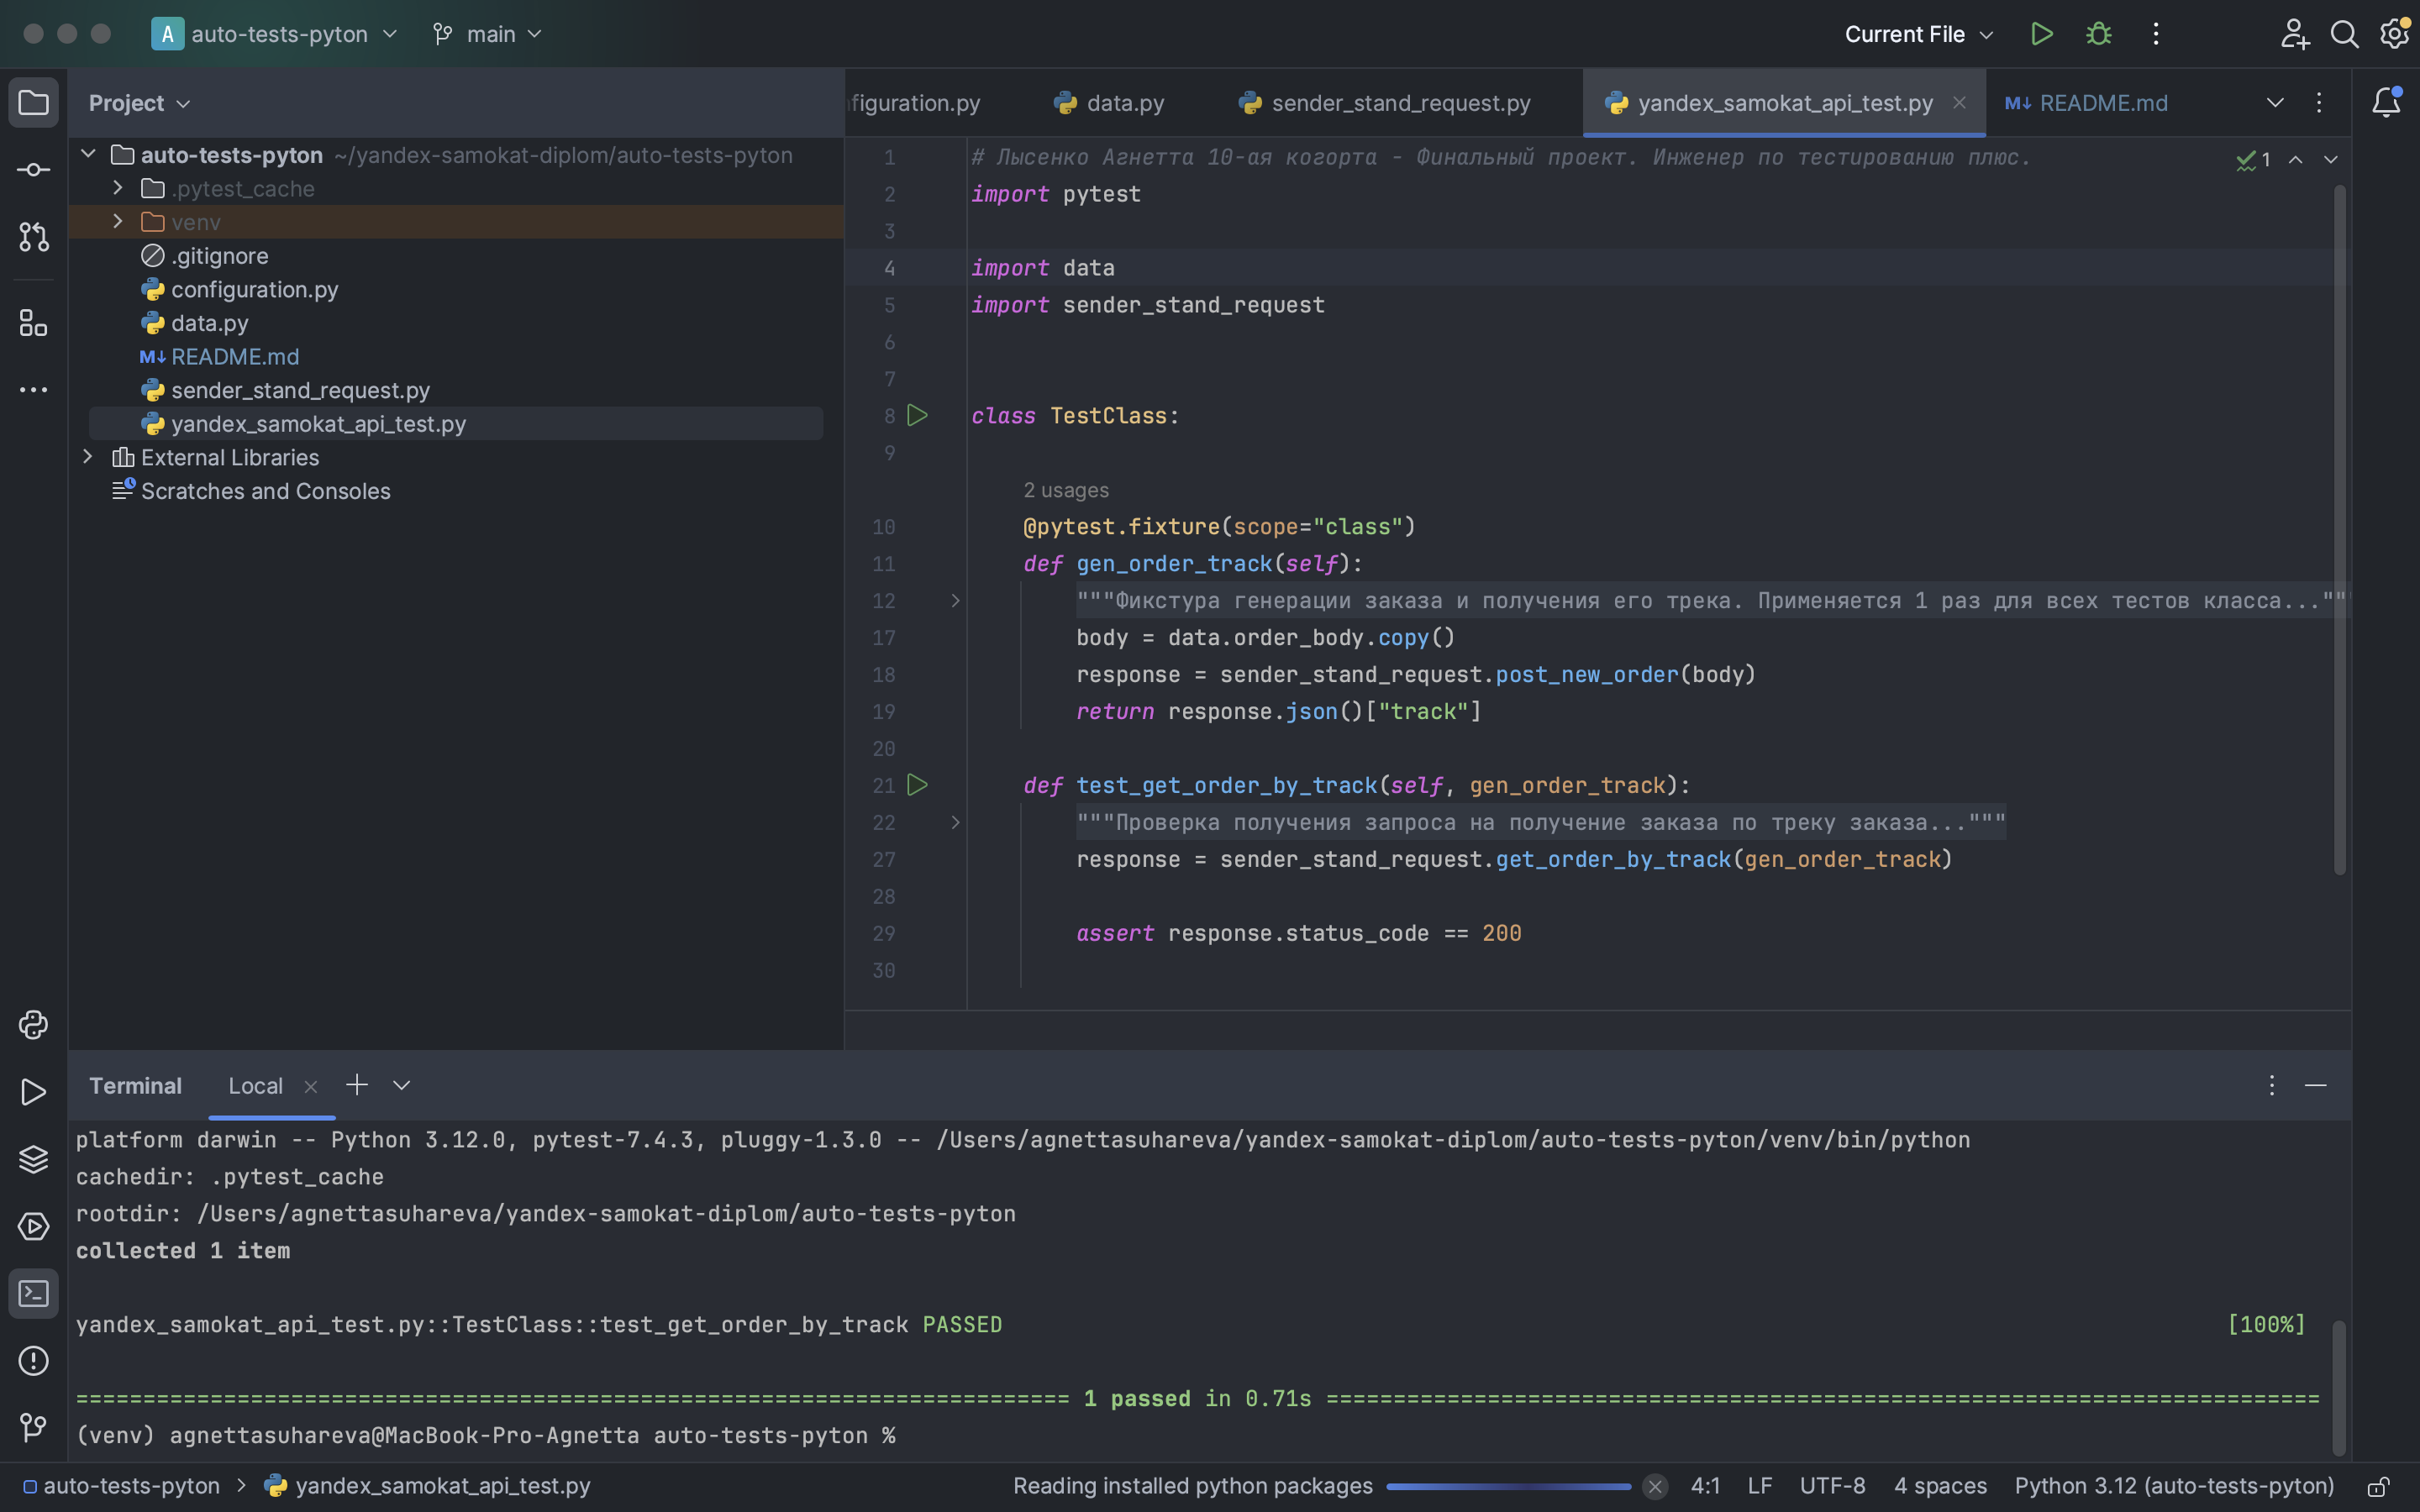 A auto-tests-pyton main Current File
Project
auto-tests-pyton ~/yandex-samokat-diplom/auto-tests-pyton
.pytest_cache
venv
.gitignore
configuration.py
data.py
M↓ README.md
sender_stand_request.py
yandex_samokat_api_test.py
External Libraries
Scratches and Consoles
figuration.py data.py sender_stand_request.py yandex_samokat_api_test.py M↓ README.md
1 # Лысенко Агнетта 10-ая когорта - Финальный проект. Инженер по тестированию плюс. 1
2 import pytest
3
4 import data
5 import sender_stand_request
6
7
8 class TestClass:
9
2 usages
10 @pytest.fixture(scope="class")
11 def gen_order_track(self):
12 """Фикстура генерации заказа и получения его трека. Применяется 1 раз для всех тестов класса..."""
17 body = data.order_body.copy()
18 response = sender_stand_request.post_new_order(body)
19 return response.json()["track"]
20
21 def test_get_order_by_track(self, gen_order_track):
22 """Проверка получения запроса на получение заказа по треку заказа..."""
27 response = sender_stand_request.get_order_by_track(gen_order_track)
28
29 assert response.status_code == 200
30
Terminal Local
platform darwin -- Python 3.12.0, pytest-7.4.3, pluggy-1.3.0 -- /Users/agnettasuhareva/yandex-samokat-diplom/auto-tests-pyton/venv/bin/python
cachedir: .pytest_cache
rootdir: /Users/agnettasuhareva/yandex-samokat-diplom/auto-tests-pyton
collected 1 item
yandex_samokat_api_test.py::TestClass::test_get_order_by_track PASSED [100%]
========================================================================== 1 passed in 0.71s ==========================================================================
(venv) agnettasuhareva@MacBook-Pro-Agnetta auto-tests-pyton %
auto-tests-pyton > yandex_samokat_api_test.py Reading installed python packages 4:1 LF UTF-8 4 spaces Python 3.12 (auto-tests-pyton)